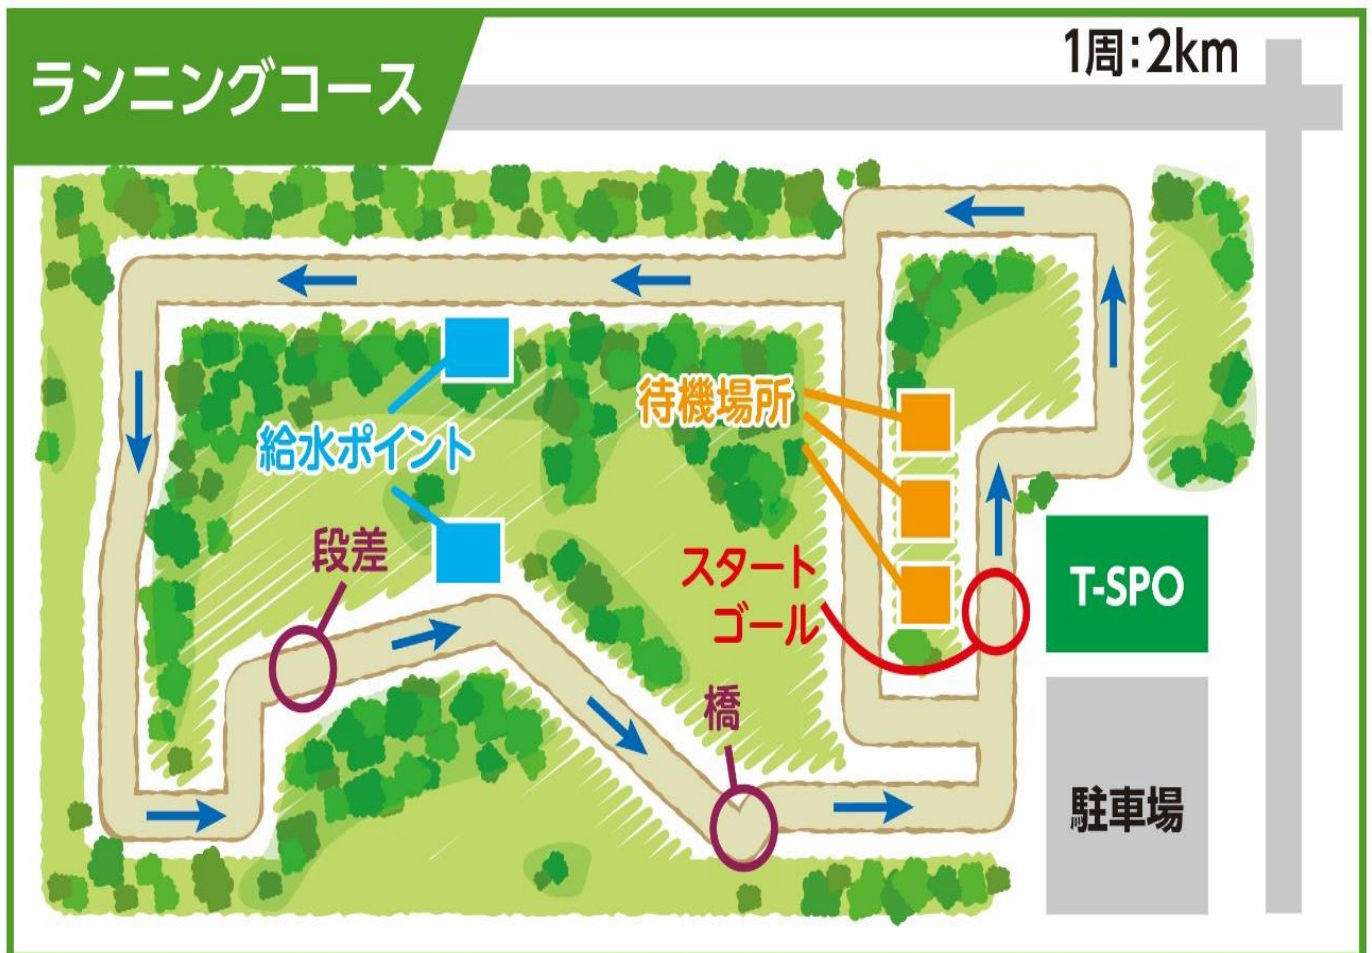 ランニングコース
1周：2km
待機場所
給水ポイント
段差
スタート
ゴール
T-SPO
橋
駐車場